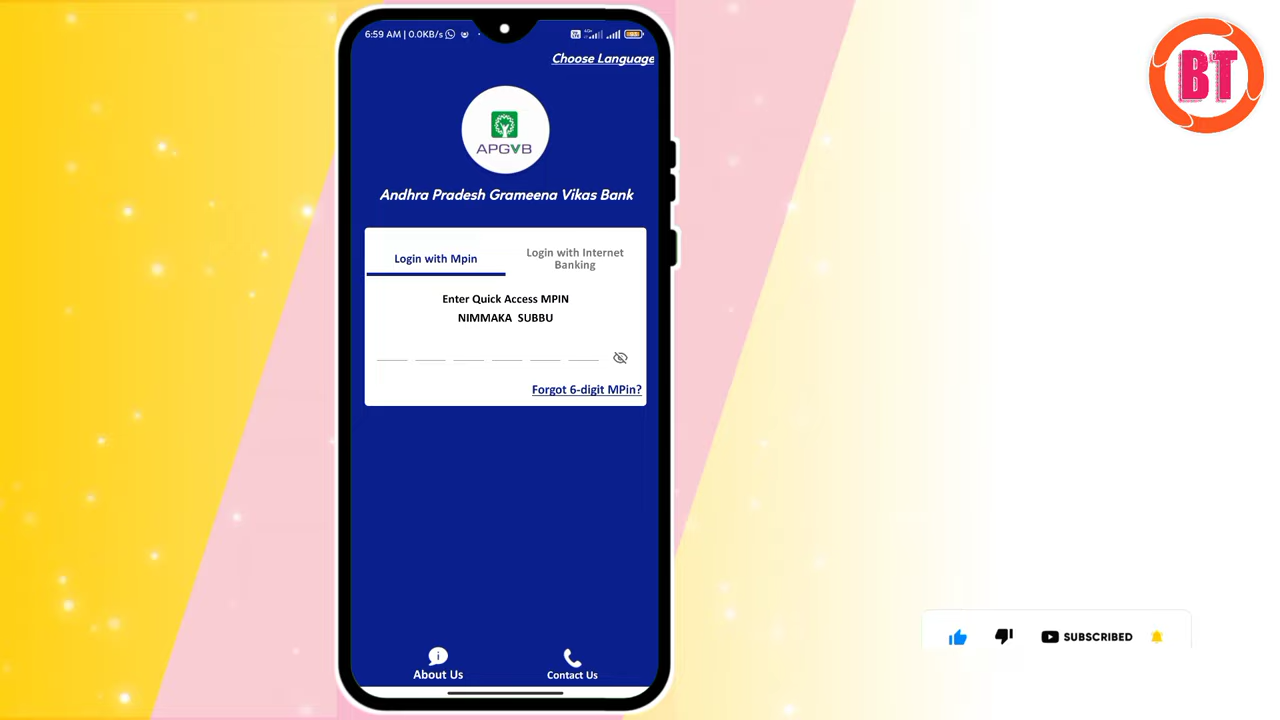 6:59 AM | 0.0KB/s
Choose Language
APGVB
Andhra Pradesh Grameena Vikas Bank
Login with Mpin
Login with Internet
Banking
Enter Quick Access MPIN
NIMMAKA SUBBU
Forgot 6-digit MPin?
About Us
Contact Us
BT
SUBSCRIBED